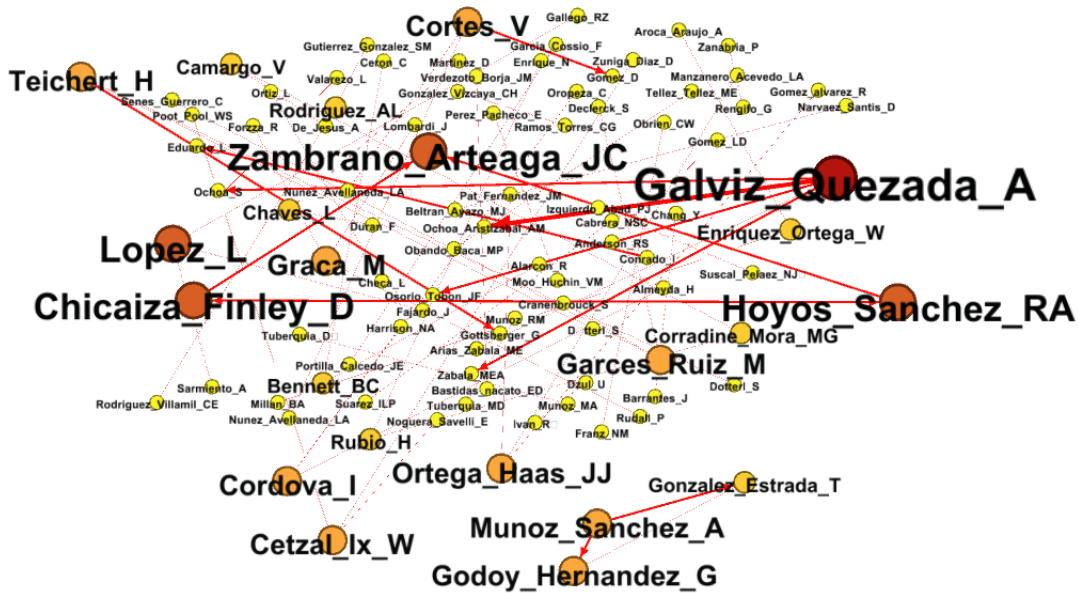 Cortes_V
Gallego_RZ
Aroca_Araujo_A
Gutierrez_Gonzalez_SM
Garcia_Cossio_F
Zanabria_P
Camargo_V
Ceron_C
Martinez_D
Enrique_N
Zuniga_Diaz_D
Teichert_H
Valarezo_L
Verdezoto_Borja_JM
Gomez_D
Manzanero_Acevedo_LA
Ortiz_L
Gonzalez_Vizcaya_CH
Oropeza_C
Tellez_Tellez_ME
Gomez_alvarez_R
Senes_Guerrero_C
Rodriguez_AL
Declerck_S
Rengifo_G
Narvaez_Santis_D
Poot_Pool_WS
Perez_Pacheco_E
Forzza_R
De_Jesus_A
Lombardi_J
Ramos_Torres_CG
Obrien_CW
Eduardo_L
Zambrano_Arteaga_JC
Gomez_LD
Ochoa_S
Nunez_Avellaneda_LA
Pat_Fernandez_JM
Galviz_Quezada_A
Chaves_L
Beltran_Ayazo_MJ
Izquierdo_Abad_PJ
Chang_Y
Duran_F
Ochoa_Aristizabal_AM
Cabrera_NSC
Enriquez_Ortega_W
Lopez_L
Obando_Baca_MP
Anderson_RS
Graca_M
Alarcon_R
Conrado_I
Suscal_Pelaez_NJ
Checa_L
Moo_Huchin_VM
Almeyda_H
Chicaiza_Finley_D
Osorio_Tobon_JF
Cranenbrouck_S
Hoyos_Sanchez_RA
Fajardo_J
Munoz_RM
Harrison_NA
Gottsberger_G
Tuberquia_D
Corradine_Mora_MG
Arias_Zabala_ME
Portilla_Calcedo_JE
Garces_Ruiz_M
Zabala_MEA
Sarmiento_A
Bennett_BC
Bastidas_nacato_ED
Dzul_U
Dotterl_S
Rodriguez_Villamil_CE
Millan_BA
Suarez_ILP
Tuberquia_MD
Munoz_MA
Barrantes_J
Nunez_Avellaneda_LA
Noguera_Savelli_E
Ivan_R
Rudall_P
Rubio_H
Franz_NM
Cordova_I
Ortega_Haas_JJ
Gonzalez_Estrada_T
Munoz_Sanchez_A
Cetzal_Ix_W
Godoy_Hernandez_G